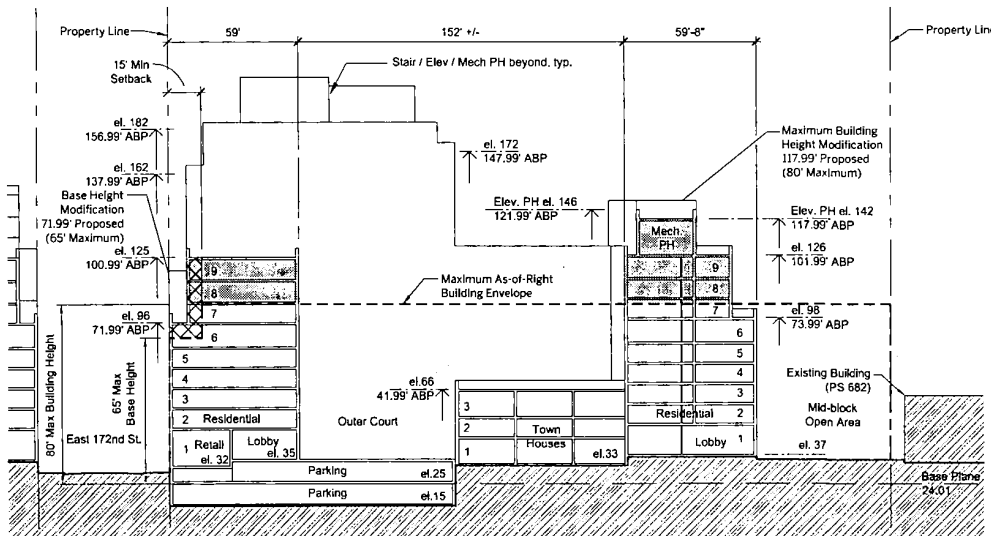 Property Line
59'
152' +/-
59'-8"
Property Line
15' Min
Setback
Stair / Elev / Mech PH beyond, typ.
el. 182
156.99' ABP
el. 172
147.99' ABP
Maximum Building
Height Modification
117.99' Proposed
(80' Maximum)
el. 162
137.99' ABP
Base Height
Modification
71.99' Proposed
(65' Maximum)
Elev. PH el. 146
121.99' ABP
Elev. PH el. 142
117.99' ABP
Mech.
PH
el. 125
100.99' ABP
el. 126
101.99' ABP
9
8
7
6
5
4
3
2 Residential
1 Retail
el. 32
Lobby
el. 35
Maximum As-of-Right
Building Envelope
9
8
7
6
5
4
3
Residential 2
Lobby 1
el. 96
71.99' ABP
el. 98
73.99' ABP
80' Max Building Height
65' Max
Base Height
East 172nd St.
el.66
41.99' ABP
Outer Court
3
2
1
Town
Houses
el.33
Existing Building
(PS 682)
Mid-block
Open Area
el. 37
Parking
el.25
Parking
el.15
Base Plane
24.01